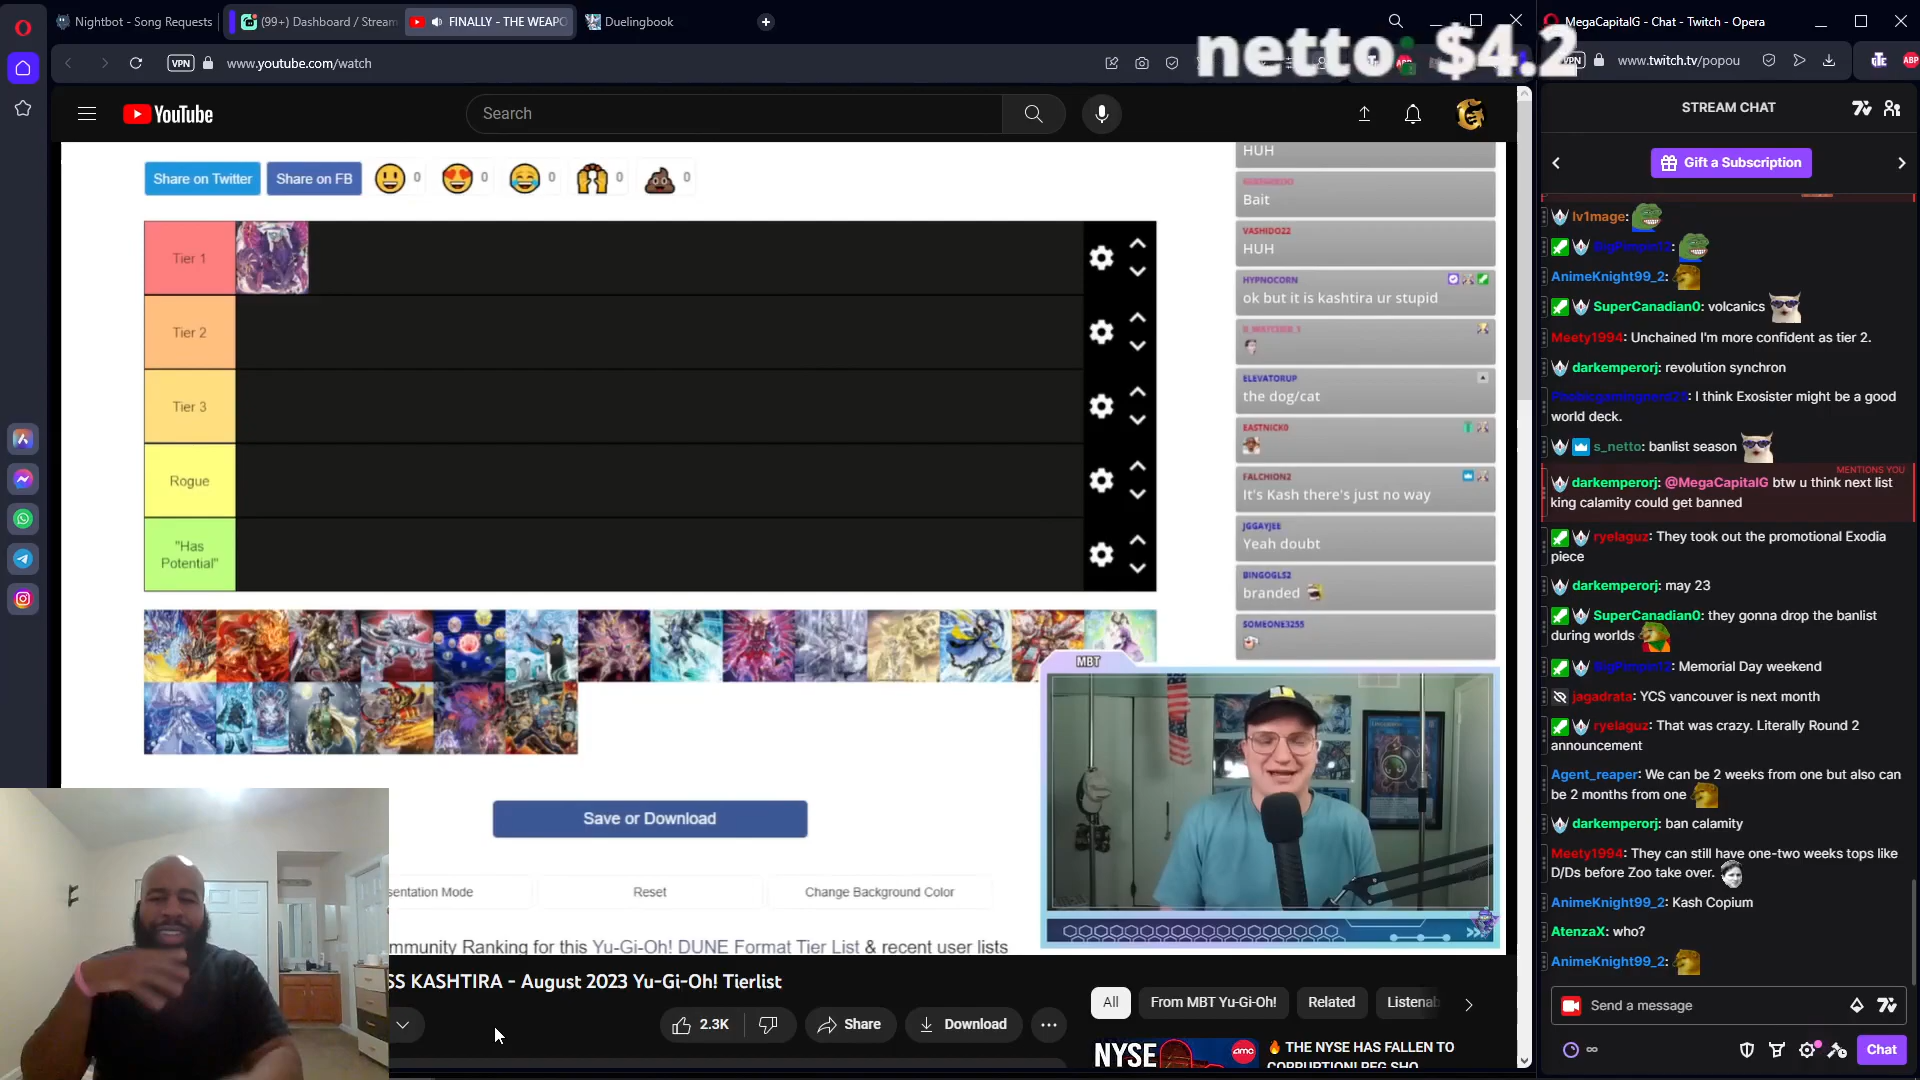 Nightbot - Song Requests
(99+) Dashboard / Stream
FINALLY - THE WEAPO
Duelingbook
MegaCapitalG - Chat - Twitch - Opera
netto: $4.2
VPN
www.youtube.com/watch
www.twitch.tv/popou
ABP
YouTube
Search
STREAM CHAT
Gift a Subscription
Share on Twitter
Share on FB
0
0
0
0
0
Tier 1
Tier 2
Tier 3
Rogue
"Has
Potential"
HUH
Bait
VASHIDO22
HUH
HYPNOCORN
ok but it is kashtira ur stupid
ELEVATORUP
the dog/cat
EASTNICK0
FALCHION2
It's Kash there's just no way
JGGAYJEE
Yeah doubt
BINGOGLS2
branded
SOMEONE3255
MBT
Save or Download
sentation Mode
Reset
Change Background Color
mmunity Ranking for this Yu-Gi-Oh! DUNE Format Tier List & recent user lists
SS KASHTIRA - August 2023 Yu-Gi-Oh! Tierlist
2.3K
Share
Download
All
From MBT Yu-Gi-Oh!
Related
Listenab
NYSE
amc
THE NYSE HAS FALLEN TO
CORRUPTION! PEG SHO
lv1mage:
BigPimpin12:
AnimeKnight99_2:
SuperCanadian0: volcanics
Meety1994: Unchained I'm more confident as tier 2.
darkemperorj: revolution synchron
: I think Exosister might be a good
world deck.
s_netto: banlist season
MENTIONS YOU
darkemperorj: @MegaCapitalG btw u think next list
king calamity could get banned
ryelaguz: They took out the promotional Exodia
piece
darkemperorj: may 23
SuperCanadian0: they gonna drop the banlist
during worlds
BigPimpin12: Memorial Day weekend
jagadrata: YCS vancouver is next month
ryelaguz: That was crazy. Literally Round 2
announcement
Agent_reaper: We can be 2 weeks from one but also can
be 2 months from one
darkemperorj: ban calamity
Meety1994: They can still have one-two weeks tops like
D/Ds before Zoo take over.
AnimeKnight99_2: Kash Copium
AtenzaX: who?
AnimeKnight99_2:
Send a message
Chat